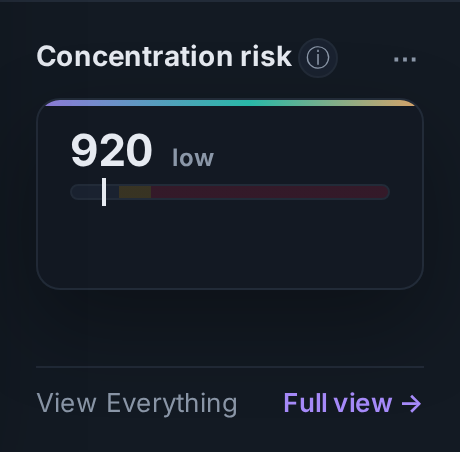 Concentration risk ⓘ ...
920 low
View Everything Full view →